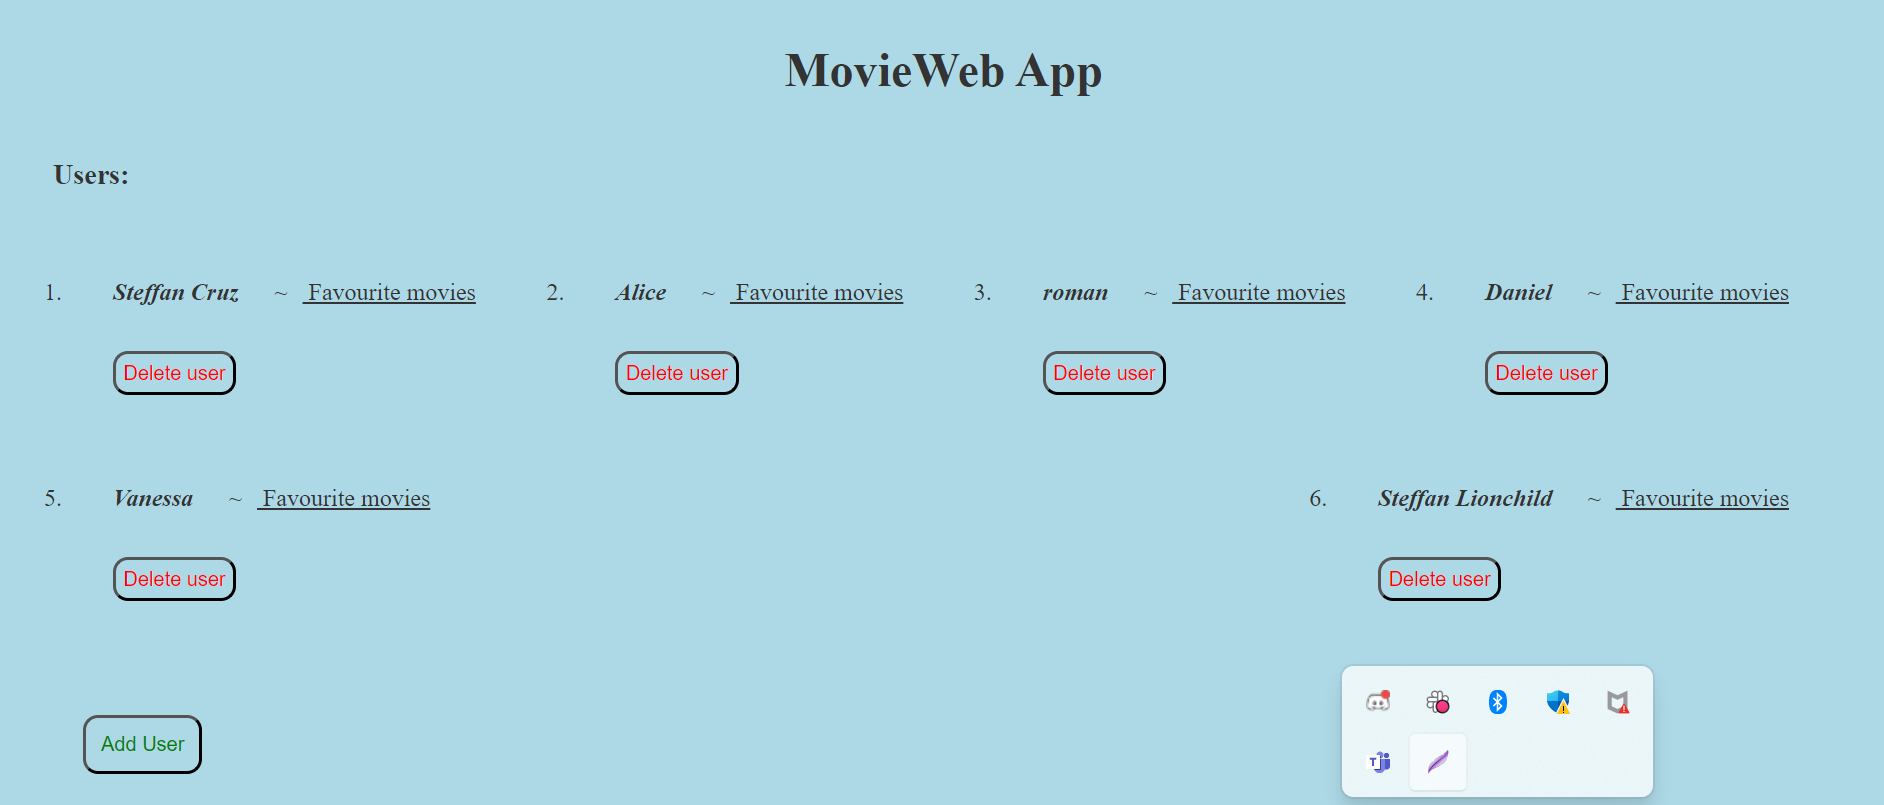 MovieWeb App
Users:
1. Steffan Cruz ~ Favourite movies 2. Alice ~ Favourite movies 3. roman ~ Favourite movies 4. Daniel ~ Favourite movies
Delete user Delete user Delete user Delete user
5. Vanessa ~ Favourite movies 6. Steffan Lionchild ~ Favourite movies
Delete user Delete user
Add User